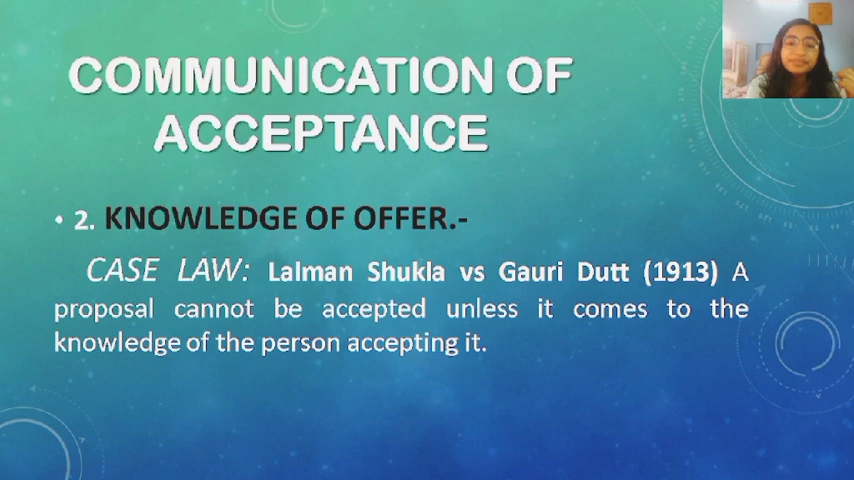 COMMUNICATION OF
ACCEPTANCE
• 2. KNOWLEDGE OF OFFER.-
CASE LAW: Lalman Shukla vs Gauri Dutt (1913) A
proposal cannot be accepted unless it comes to the
knowledge of the person accepting it.